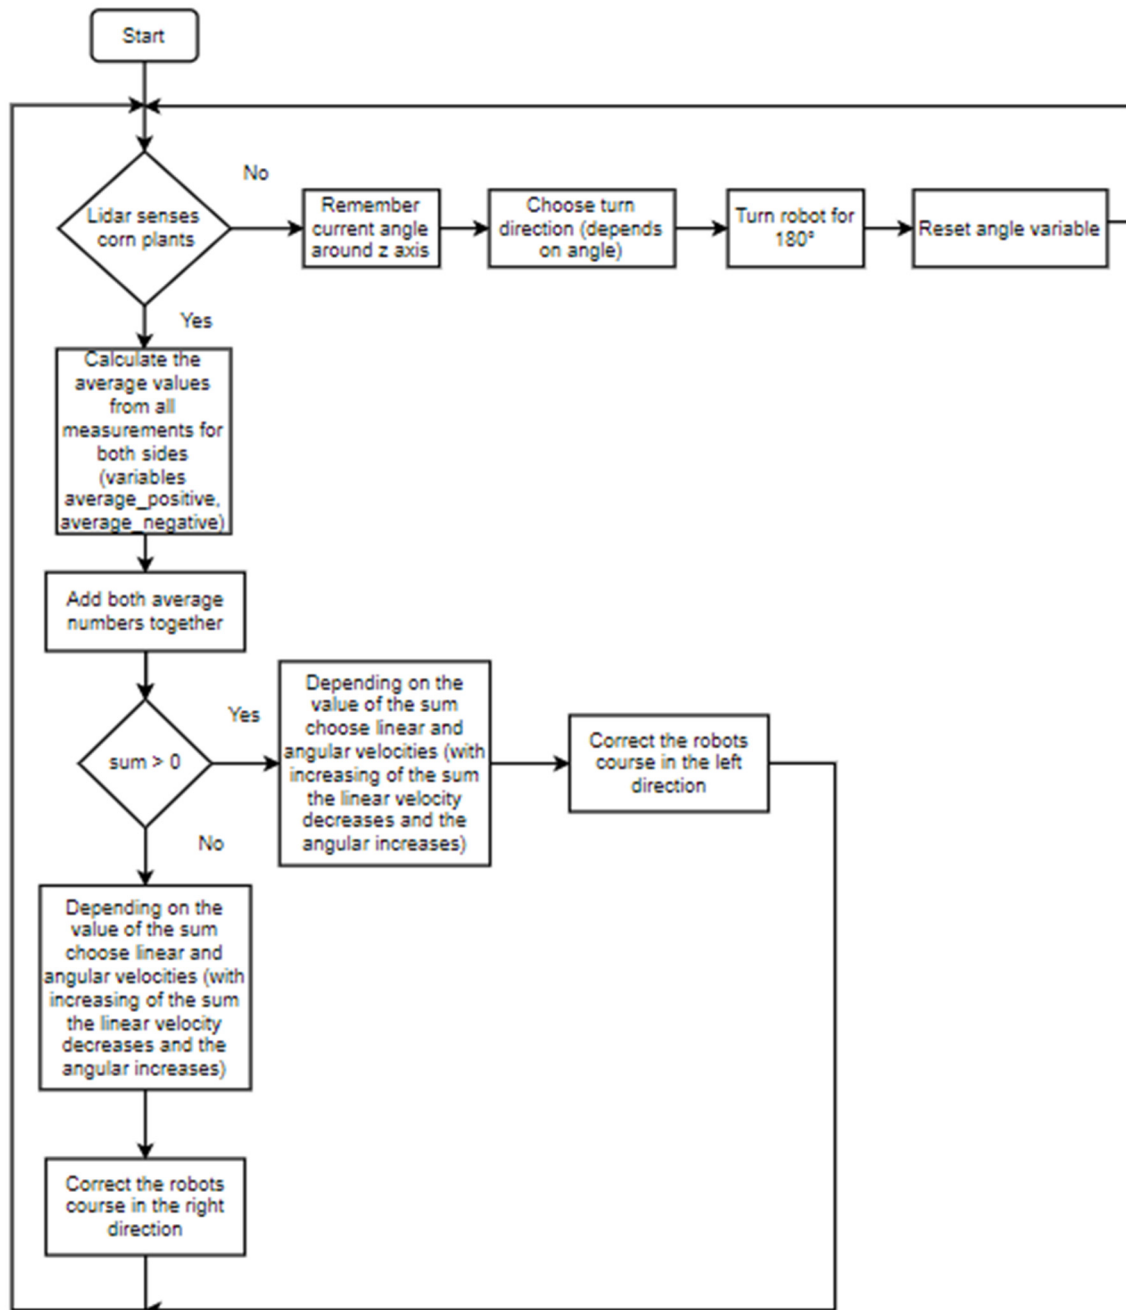 Start
Lidar senses
corn plants
No
Remember
current angle
around z axis
Choose turn
direction (depends
on angle)
Turn robot for
180°
Reset angle variable
Yes
Calculate the
average values
from all
measurements for
both sides
(variables
average_positive,
average_negative)
Add both average
numbers together
sum > 0
Yes
Depending on the
value of the sum
choose linear and
angular velocities (with
increasing of the sum
the linear velocity
decreases and the
angular increases)
Correct the robots
course in the left
direction
No
Depending on the
value of the sum
choose linear and
angular velocities (with
increasing of the sum
the linear velocity
decreases and the
angular increases)
Correct the robots
course in the right
direction